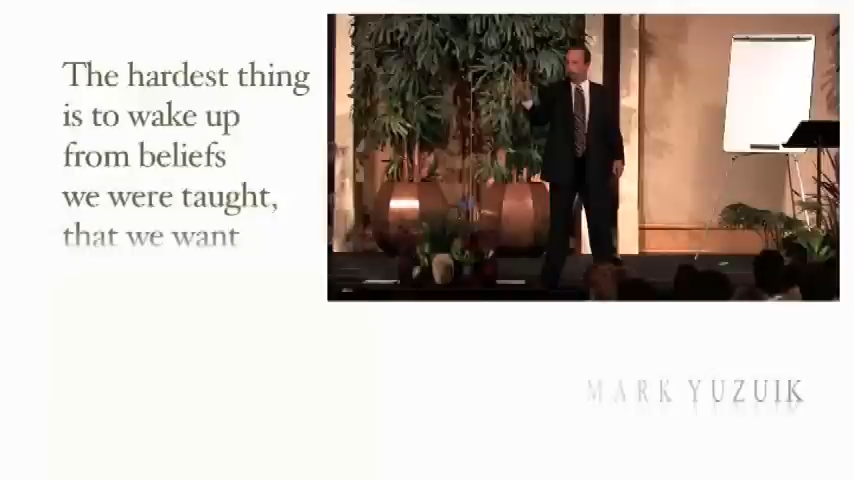 The hardest thing
is to wake up
from beliefs
we were taught,
that we want
MARK YUZUIK